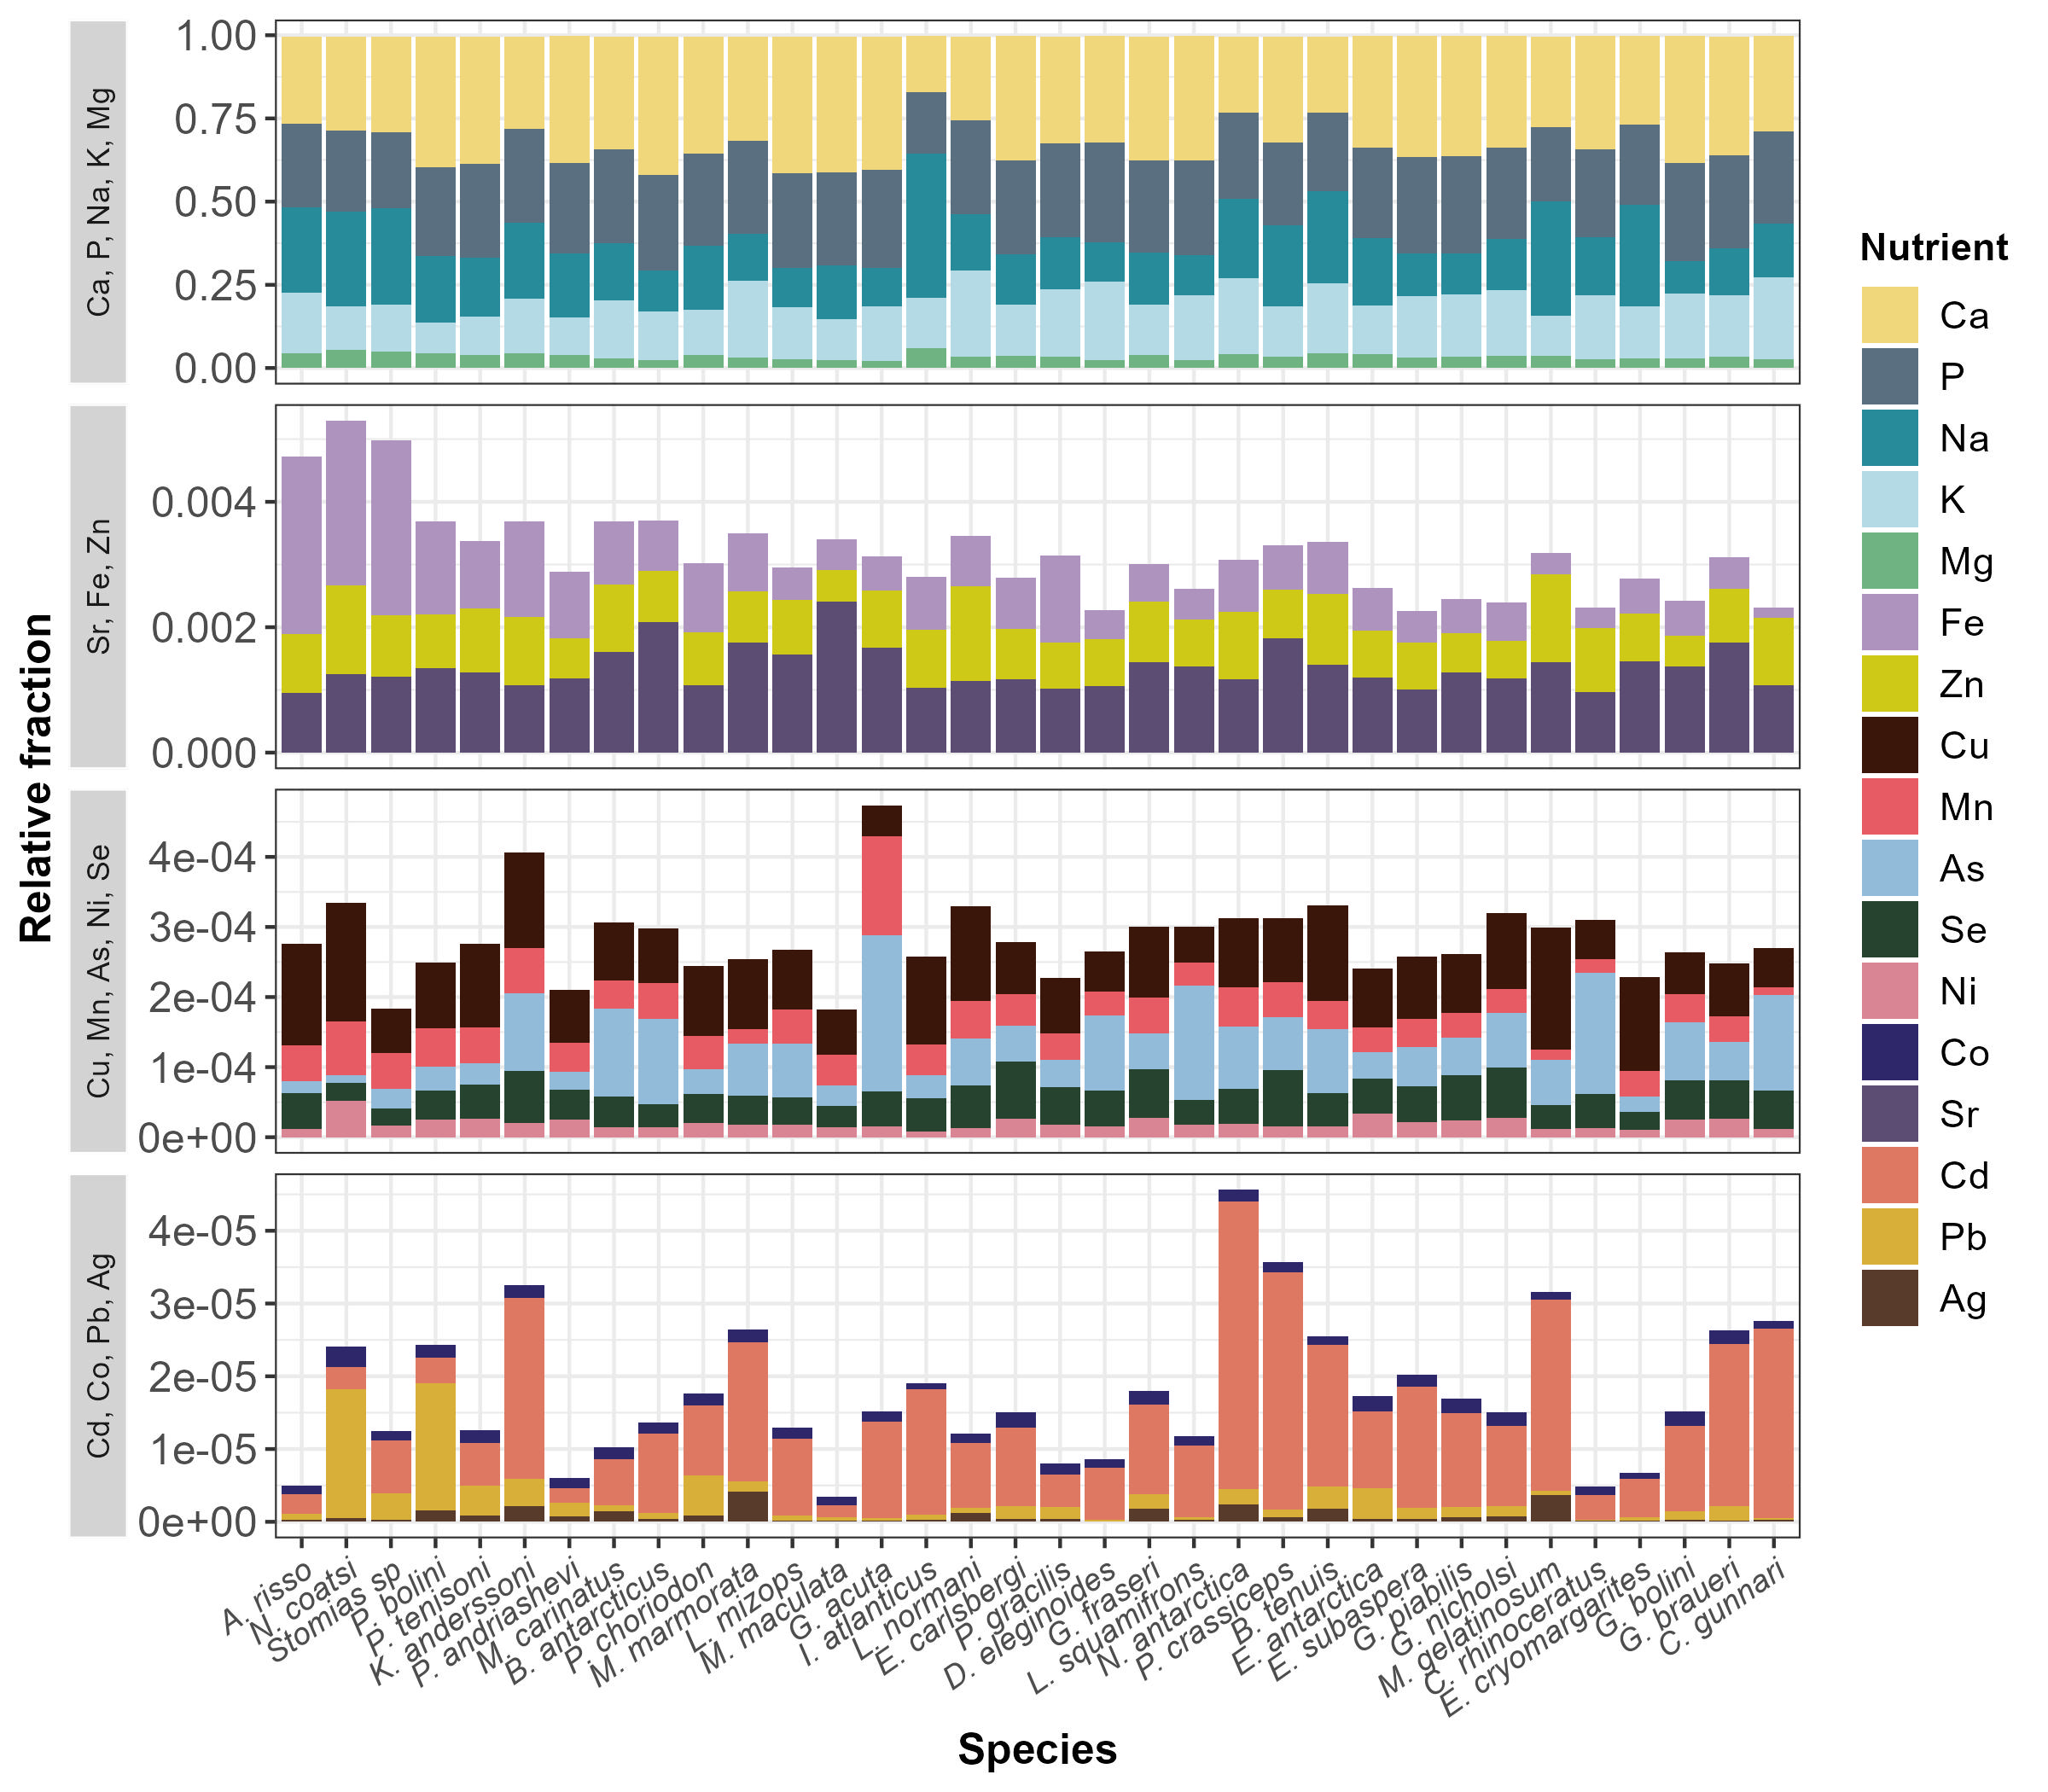 Relative fraction
Ca, P, Na, K, Mg
1.00
0.75
0.50
0.25
0.00
Sr, Fe, Zn
0.004
0.002
0.000
Cu, Mn, As, Ni, Se
4e-04
3e-04
2e-04
1e-04
0e+00
Cd, Co, Pb, Ag
4e-05
3e-05
2e-05
1e-05
0e+00
A. risso
N. coatsi
Stomias sp
P. bolini
P. tenisoni
K. anderssoni
P. andriashevi
M. carinatus
B. antarcticus
P. choriodon
M. marmorata
L. mizops
M. maculata
G. acuta
I. atlanticus
L. normani
E. carlsbergi
P. gracilis
D. eleginoides
G. fraseri
L. squamifrons
N. antarctica
P. crassiceps
B. tenuis
E. antarctica
E. subaspera
G. piabilis
G. nicholsi
M. gelatinosum
C. rhinoceratus
E. cryomargarites
G. bolini
G. braueri
C. gunnari
Species
Nutrient
Ca
P
Na
K
Mg
Fe
Zn
Cu
Mn
As
Se
Ni
Co
Sr
Cd
Pb
Ag